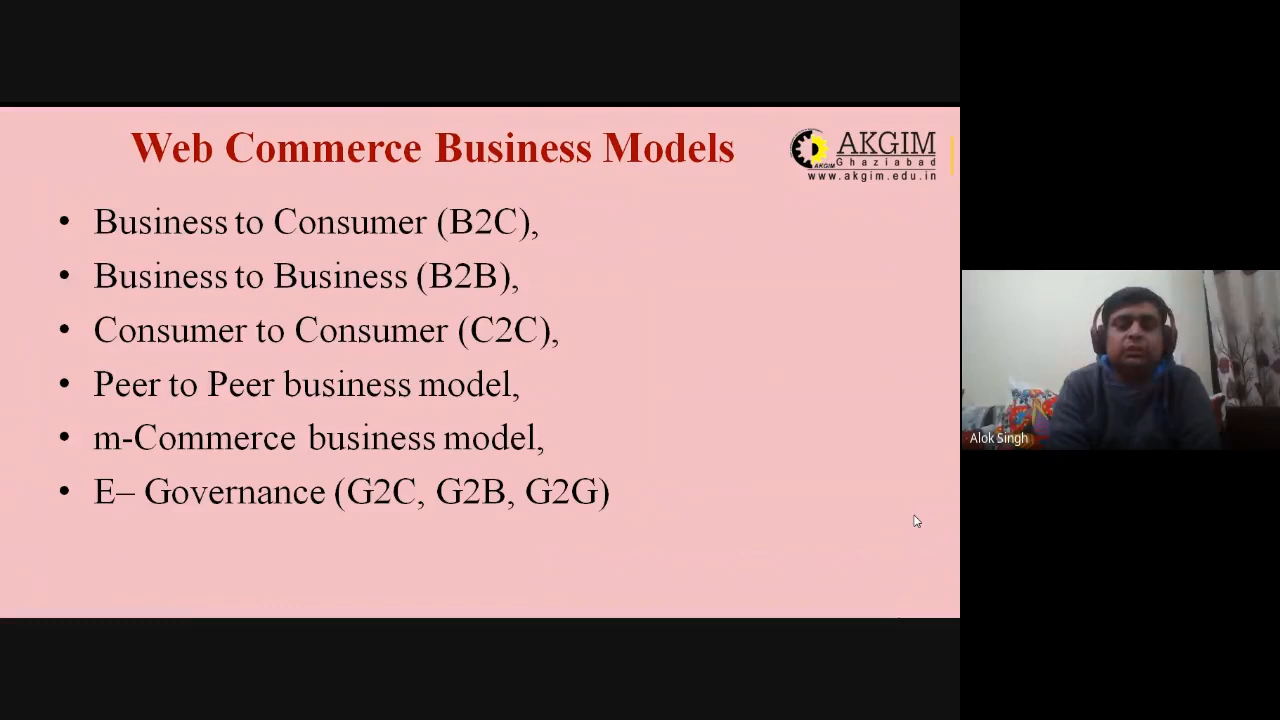 Web Commerce Business Models
AKGIM
Ghaziabad
AKGIM
www.akgim.edu.in
• Business to Consumer (B2C),
• Business to Business (B2B),
• Consumer to Consumer (C2C),
• Peer to Peer business model,
• m-Commerce business model,
• E– Governance (G2C, G2B, G2G)
Alok Singh